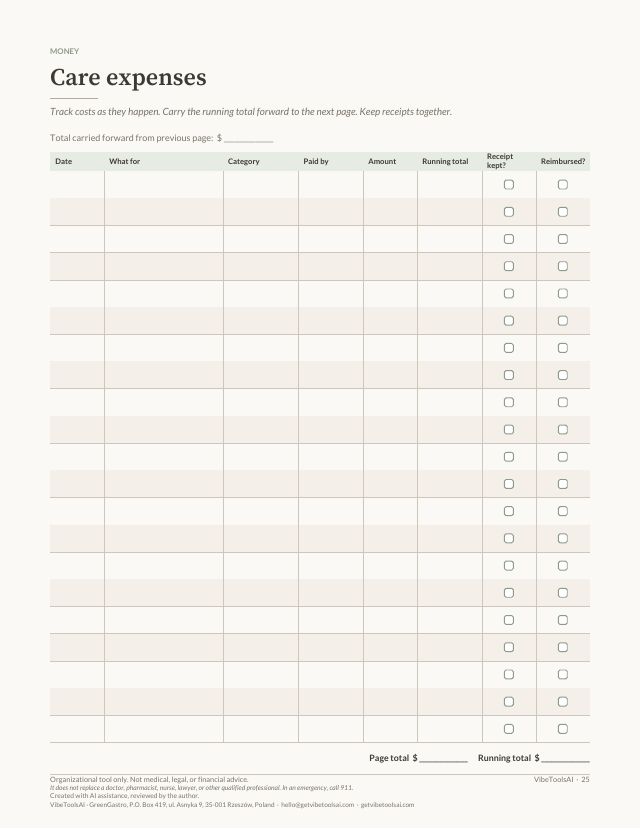 MONEY
Care expenses
Track costs as they happen. Carry the running total forward to the next page. Keep receipts together.
Total carried forward from previous page: $ ___________
Date What for Category Paid by Amount Running total Receipt kept? Reimbursed?
Page total $ ___________ Running total $ ___________
Organizational tool only. Not medical, legal, or financial advice. VibeToolsAI · 25
It does not replace a doctor, pharmacist, nurse, lawyer, or other qualified professional. In an emergency, call 911.
Created with AI assistance, reviewed by the author.
VibeToolsAI · GreenGastro, P.O. Box 419, ul. Asnyka 9, 35-001 Rzeszów, Poland · hello@getvibetoolsai.com · getvibetoolsai.com